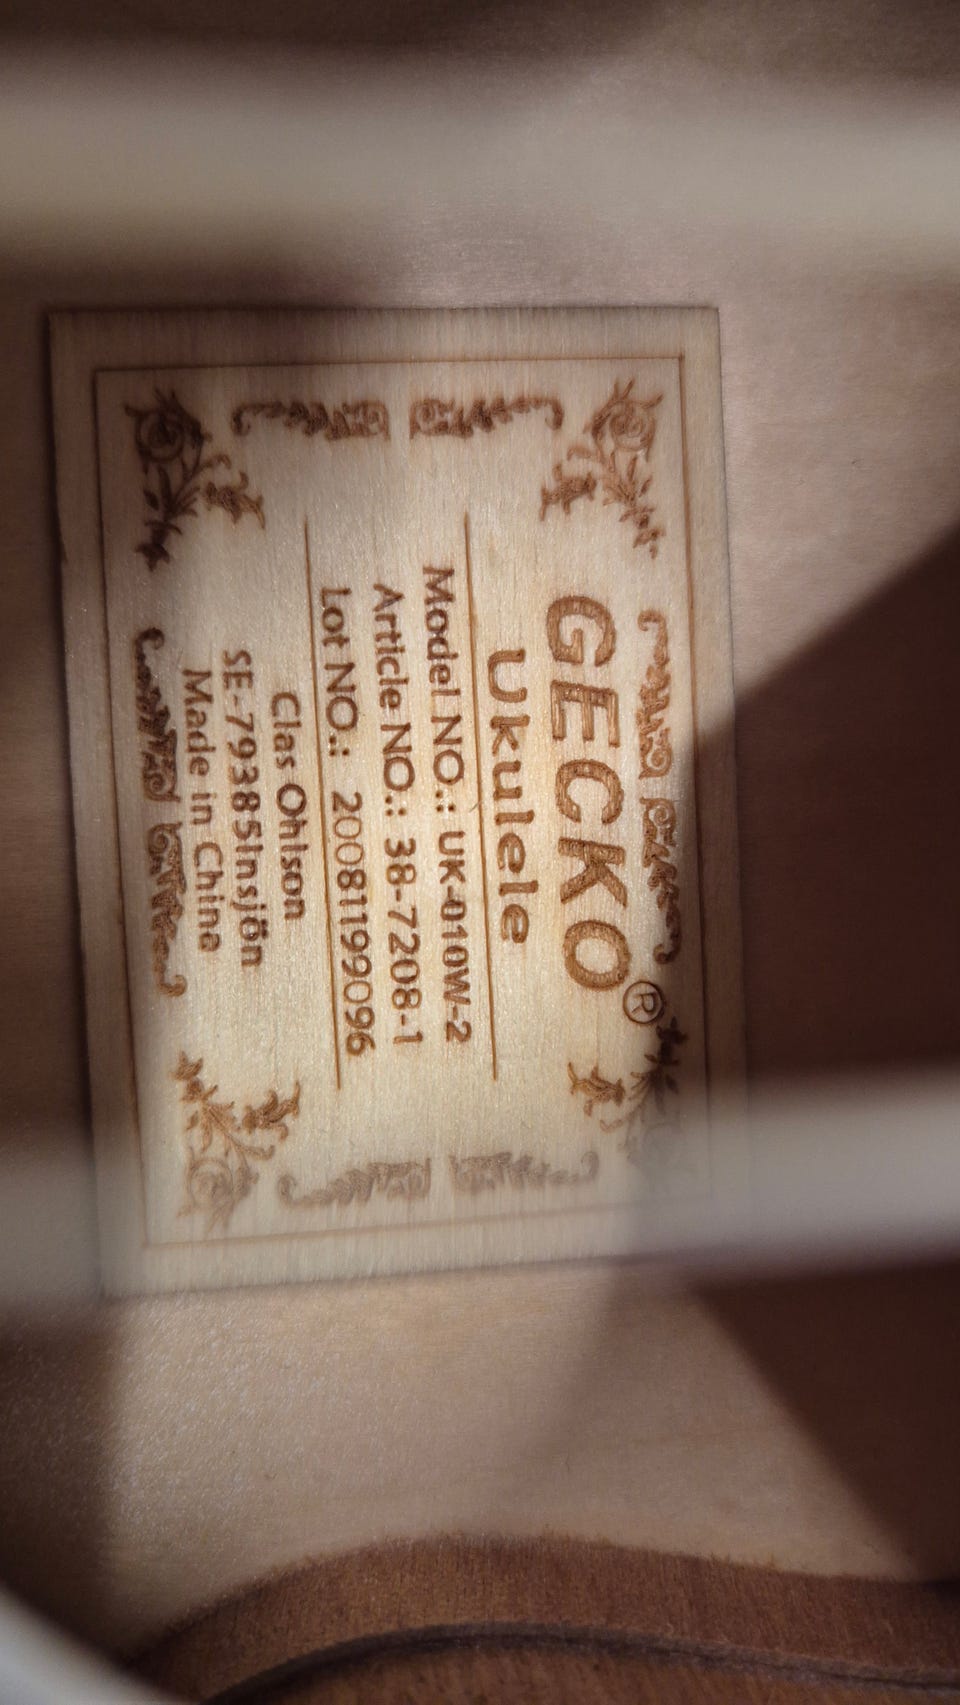 GECKO®
Ukulele
Model NO.: UK-010W-2
Article NO.: 38-7208-1
Lot NO.: 20081199096
Clas Ohlson
SE-79385Insjön
Made in China